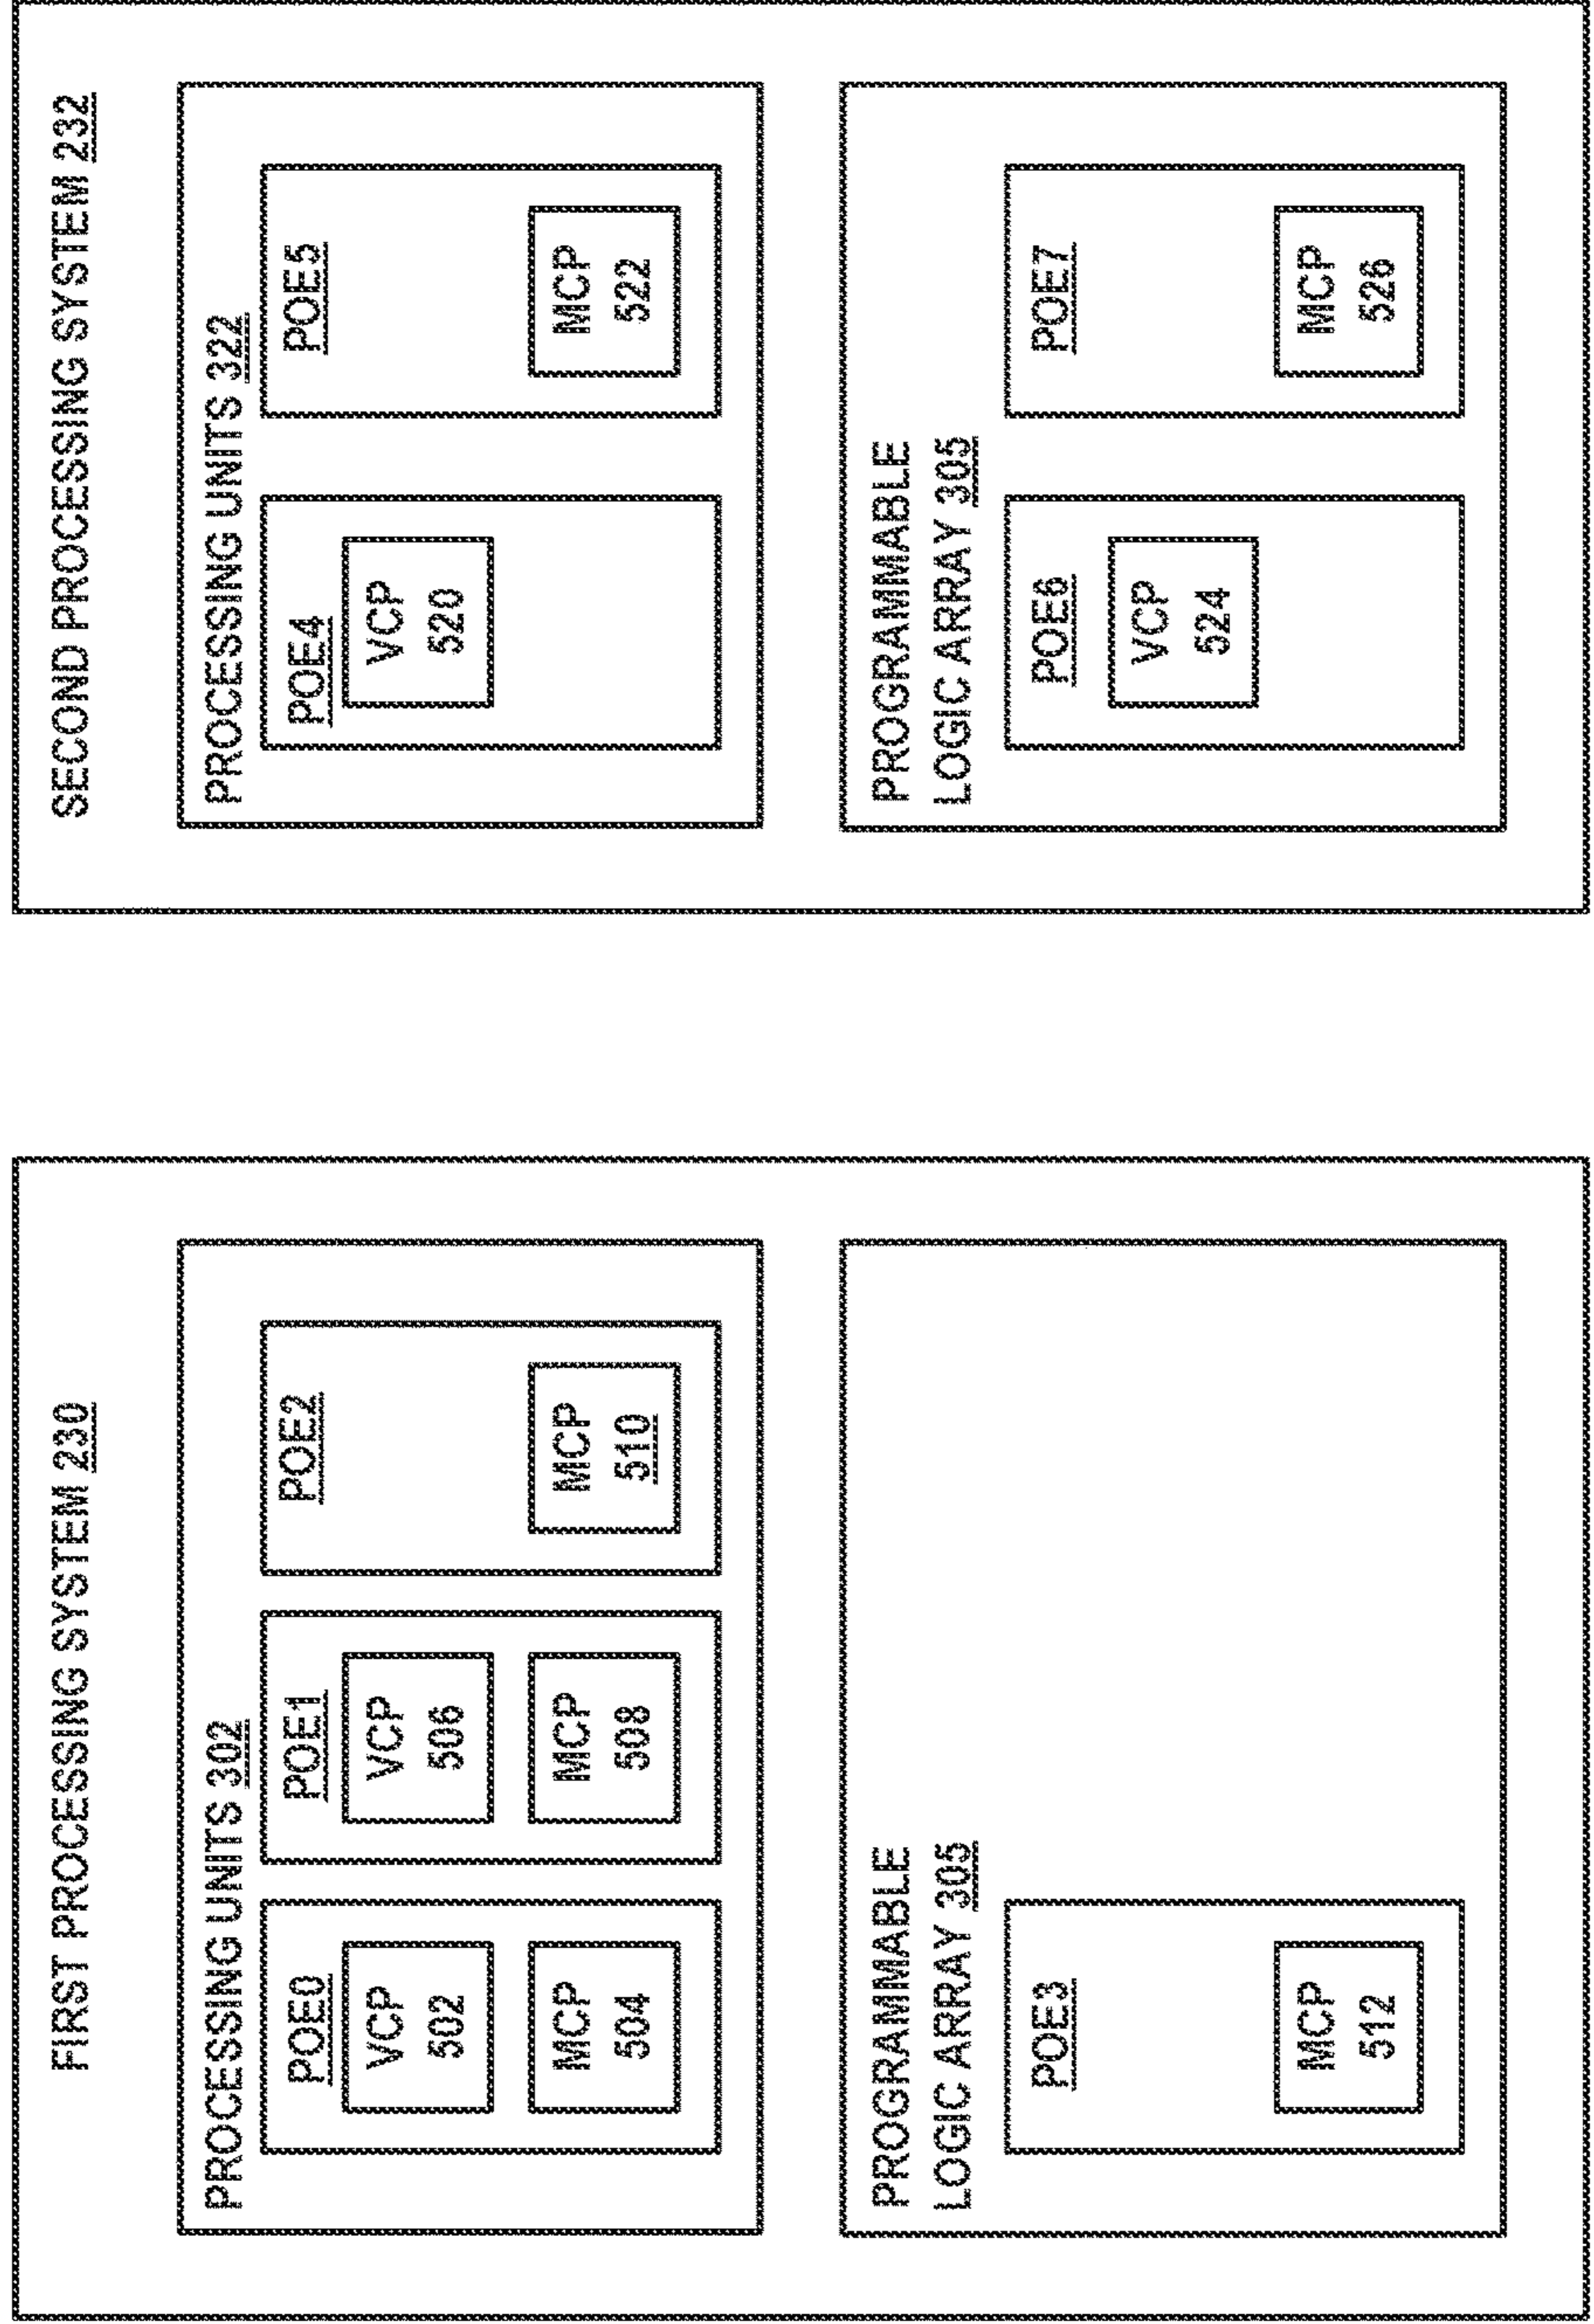 FIRST PROCESSING SYSTEM 230
PROCESSING UNITS 302
POE0
VCP
502
MCP
504
POE1
VCP
506
MCP
508
POE2
MCP
510
PROGRAMMABLE
LOGIC ARRAY 305
POE3
MCP
512
SECOND PROCESSING SYSTEM 232
PROCESSING UNITS 322
POE4
VCP
520
POE5
MCP
522
PROGRAMMABLE
LOGIC ARRAY 305
POE6
VCP
524
POE7
MCP
526